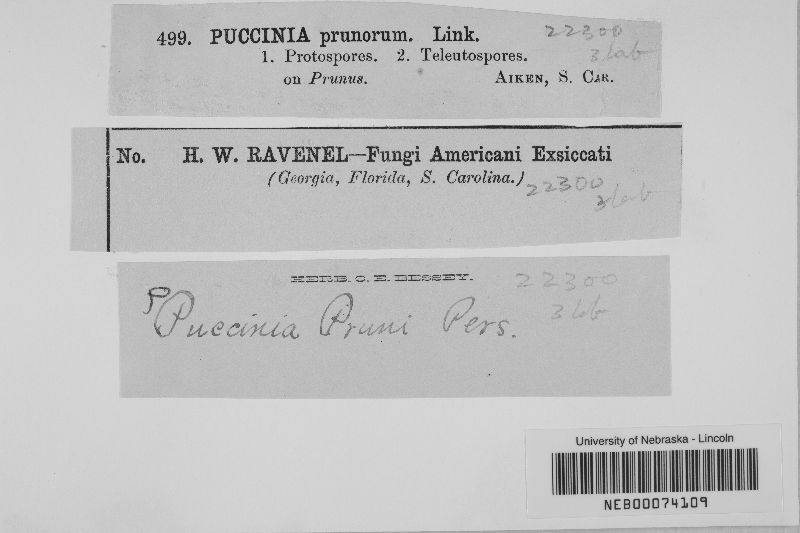 499. PUCCINIA prunorum. Link. 22300
1. Protospores. 2. Teleutospores. 3 lab
on Prunus. AIKEN, S. CAR.
No. H. W. RAVENEL—Fungi Americani Exsiccati
(Georgia, Florida, S. Carolina.) 22300
3 lab
HERB. C. E. BESSEY. 22300
Puccinia Pruni Pers. 3 lab
University of Nebraska - Lincoln
NEB00074109